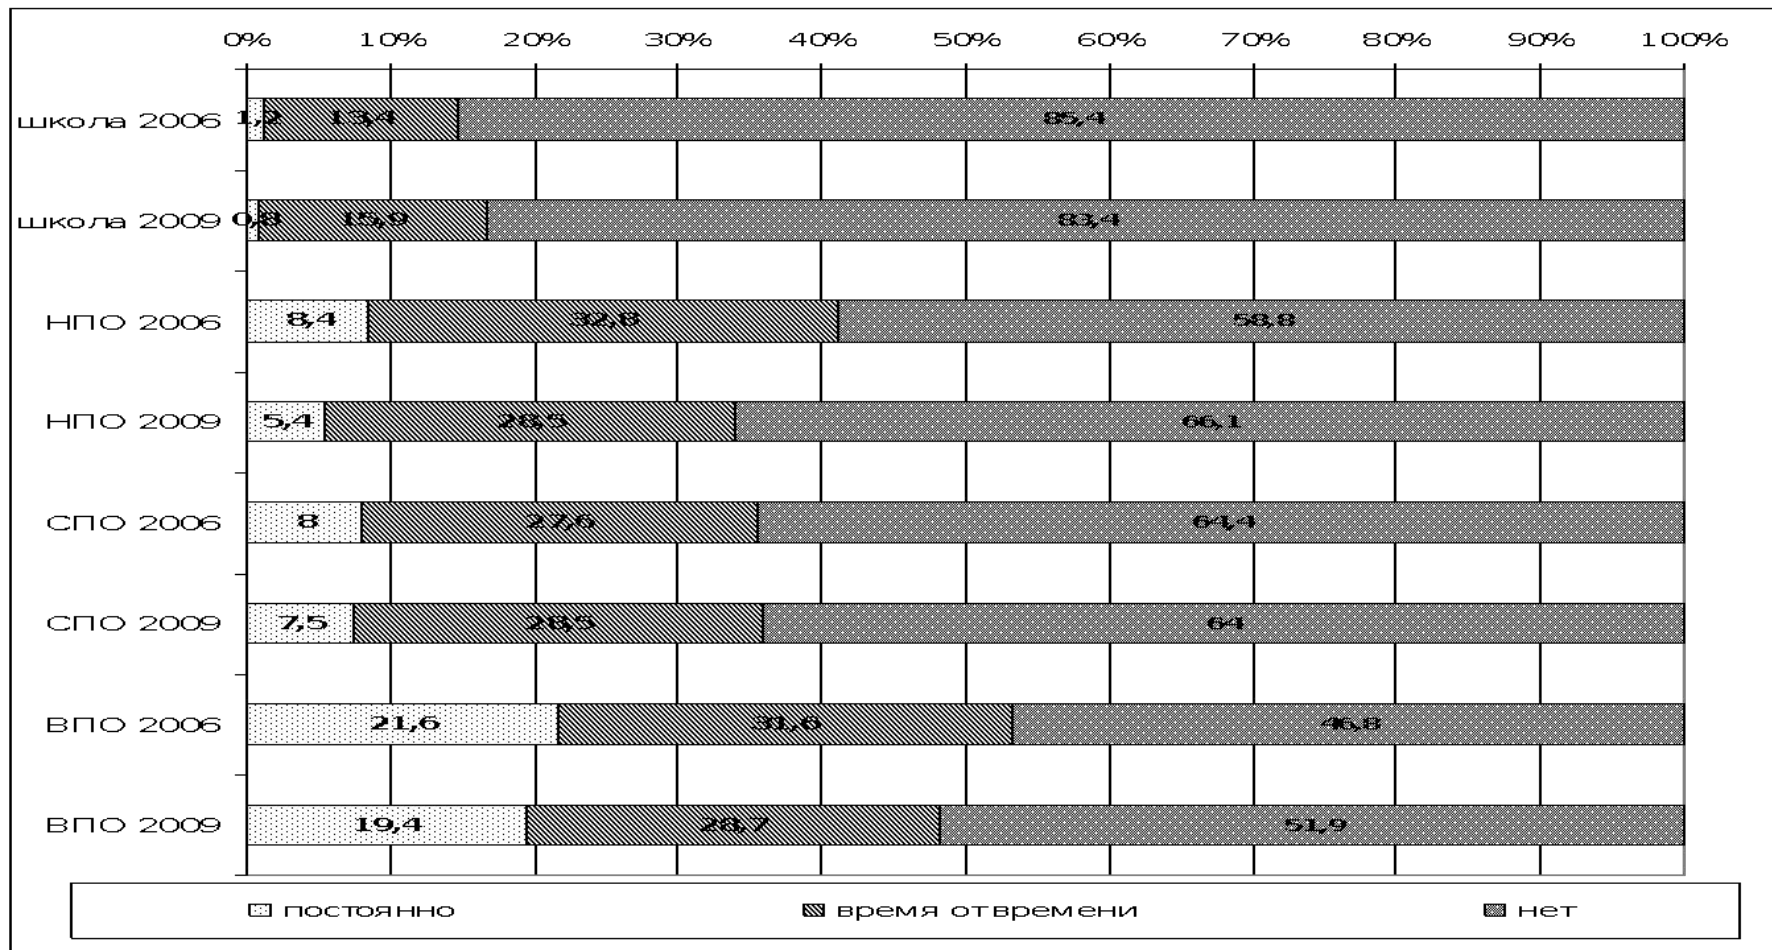 0% 10% 20% 30% 40% 50% 60% 70% 80% 90% 100%
школа 2006 1,2 13,4 85,4
школа 2009 0,8 15,9 83,4
НПО 2006 8,4 32,8 58,8
НПО 2009 5,4 28,5 66,1
СПО 2006 8 27,6 64,4
СПО 2009 7,5 28,5 64
ВПО 2006 21,6 31,6 46,8
ВПО 2009 19,4 28,7 51,9
постоянно время от времени нет